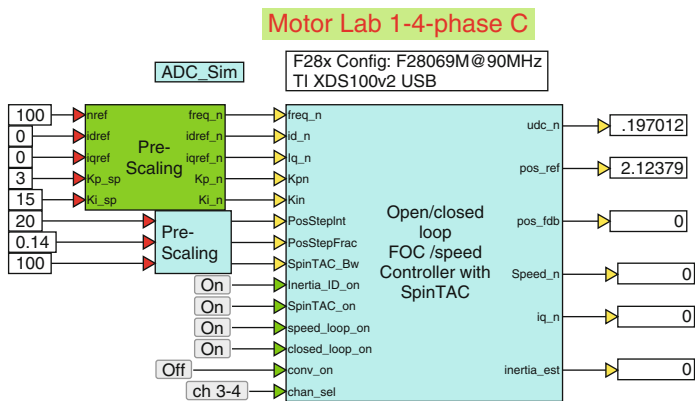 Motor Lab 1-4-phase C
ADC_Sim
F28x Config: F28069M@90MHz
TI XDS100v2 USB
100
0
0
3
15
20
0.14
100
nref
idref
iqref
Kp_sp
Ki_sp
Pre-
Scaling
freq_n
idref_n
iqref_n
Kp_n
Ki_n
Pre-
Scaling
On
On
On
On
Off
ch 3-4
freq_n
id_n
Iq_n
Kpn
Kin
PosStepInt
PosStepFrac
SpinTAC_Bw
Inertia_ID_on
SpinTAC_on
speed_loop_on
closed_loop_on
conv_on
chan_sel
Open/closed
loop
FOC /speed
Controller with
SpinTAC
udc_n
pos_ref
pos_fdb
Speed_n
iq_n
inertia_est
.197012
2.12379
0
0
0
0